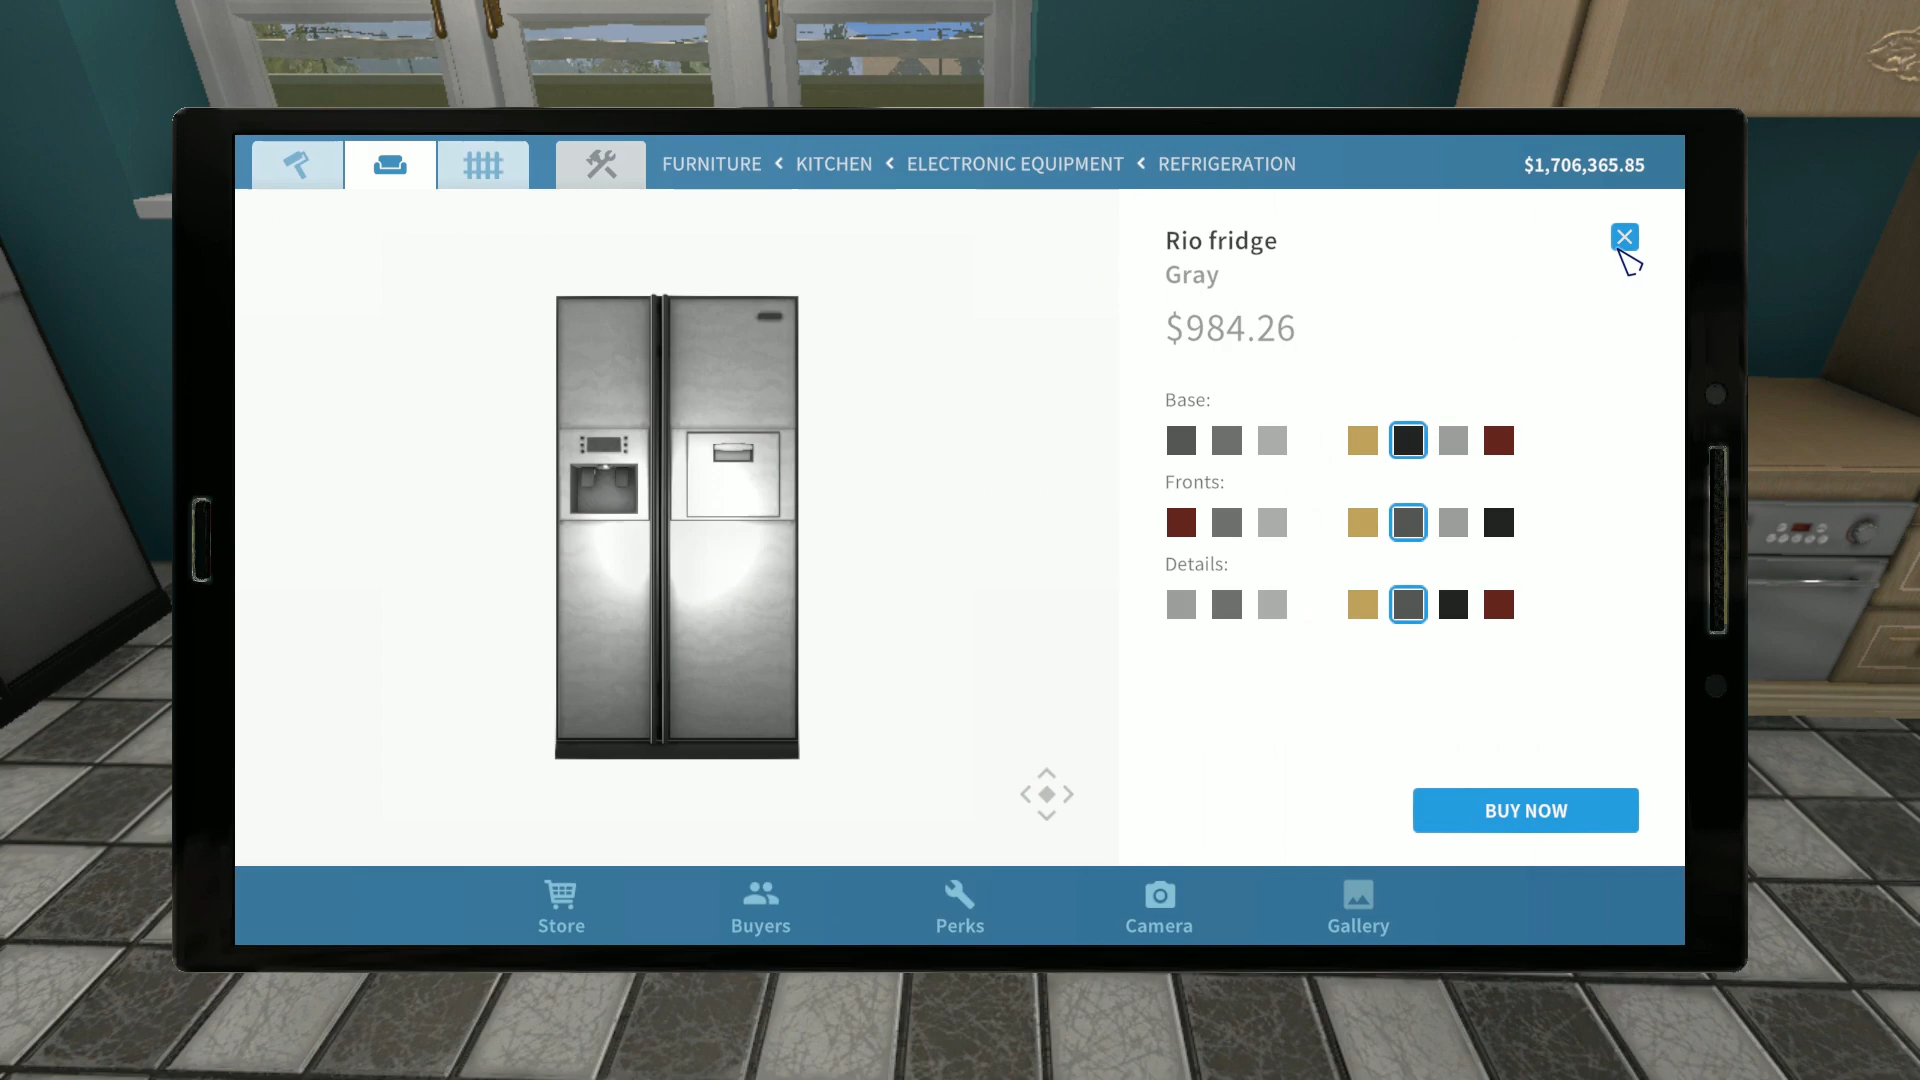 FURNITURE < KITCHEN < ELECTRONIC EQUIPMENT < REFRIGERATION
$1,706,365.85
Rio fridge
Gray
$984.26
Base:
Fronts:
Details:
BUY NOW
Store
Buyers
Perks
Camera
Gallery